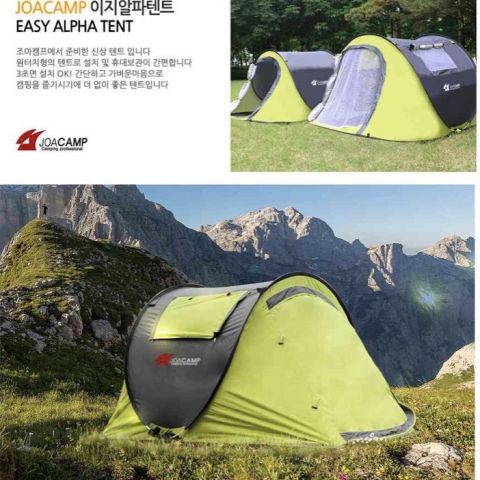 JOACAMP 이지알파텐트
EASY ALPHA TENT
조아캠프에서 준비한 신상 텐트 입니다
원터치형의 텐트로 설치 및 휴대보관이 간편합니다
3초면 설치 OK! 간단하고 가벼운마음으로
캠핑을 즐기시기에 더 없이 좋은 텐트입니다
JOACAMP
Camping professional
JOACAMP